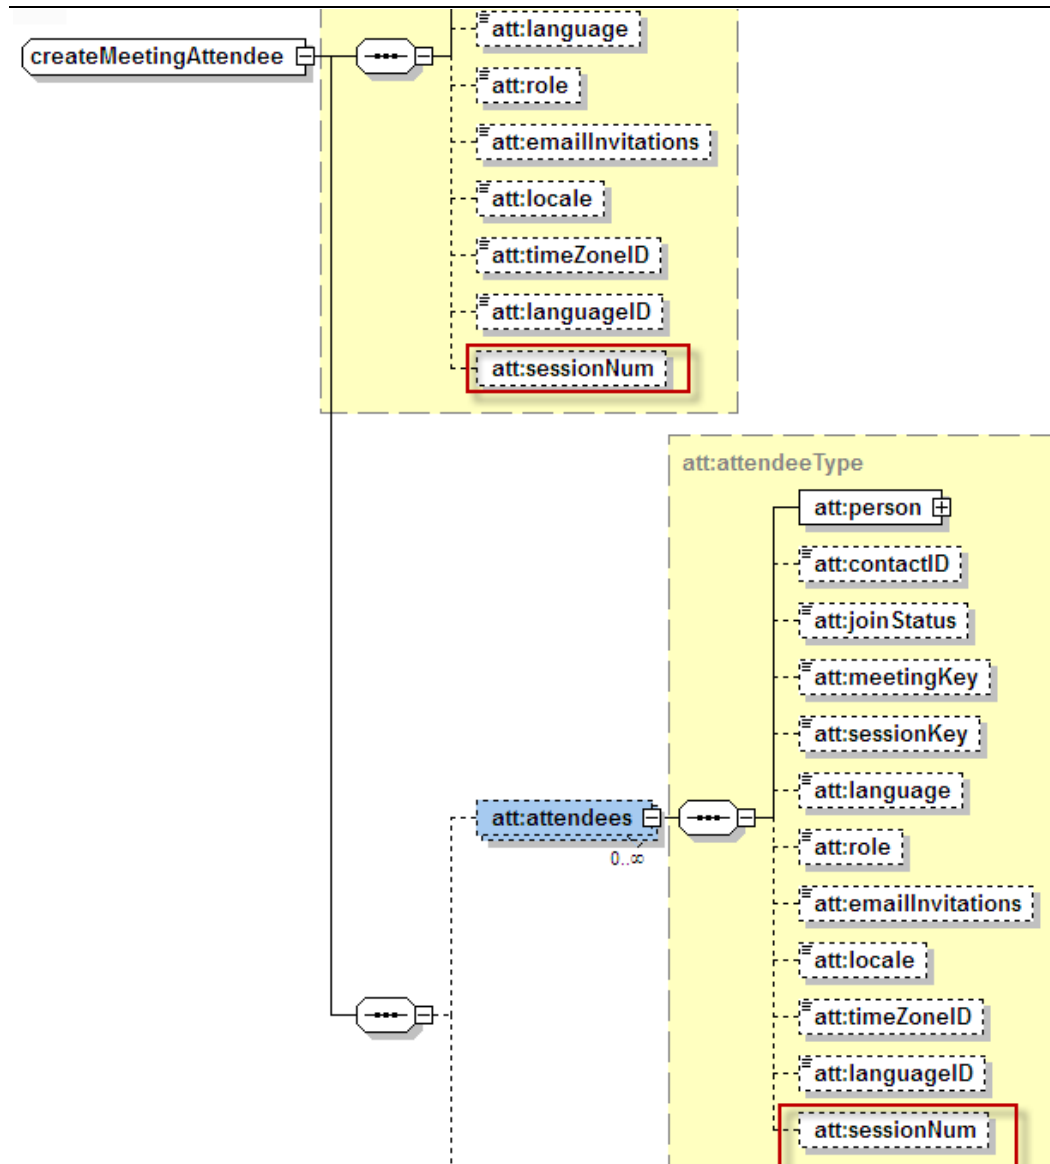 att:language
createMeetingAttendee
att:role
att:emailInvitations
att:locale
att:timeZoneID
att:languageID
att:sessionNum
att:attendeeType
att:person
att:contactID
att:joinStatus
att:meetingKey
att:sessionKey
att:language
att:attendees
0..∞
att:role
att:emailInvitations
att:locale
att:timeZoneID
att:languageID
att:sessionNum